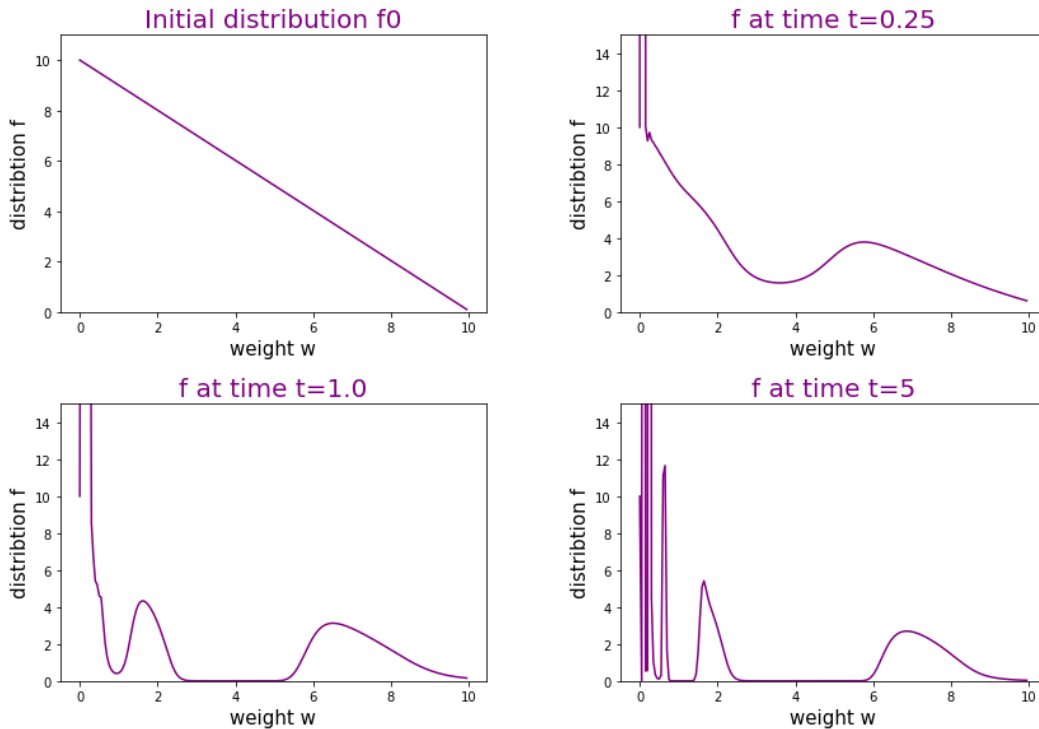 Initial distribution f0
distribtion f
10
8
6
4
2
0
0 2 4 6 8 10
weight w
f at time t=0.25
distribtion f
14
12
10
8
6
4
2
0
0 2 4 6 8 10
weight w
f at time t=1.0
distribtion f
14
12
10
8
6
4
2
0
0 2 4 6 8 10
weight w
f at time t=5
distribtion f
14
12
10
8
6
4
2
0
0 2 4 6 8 10
weight w